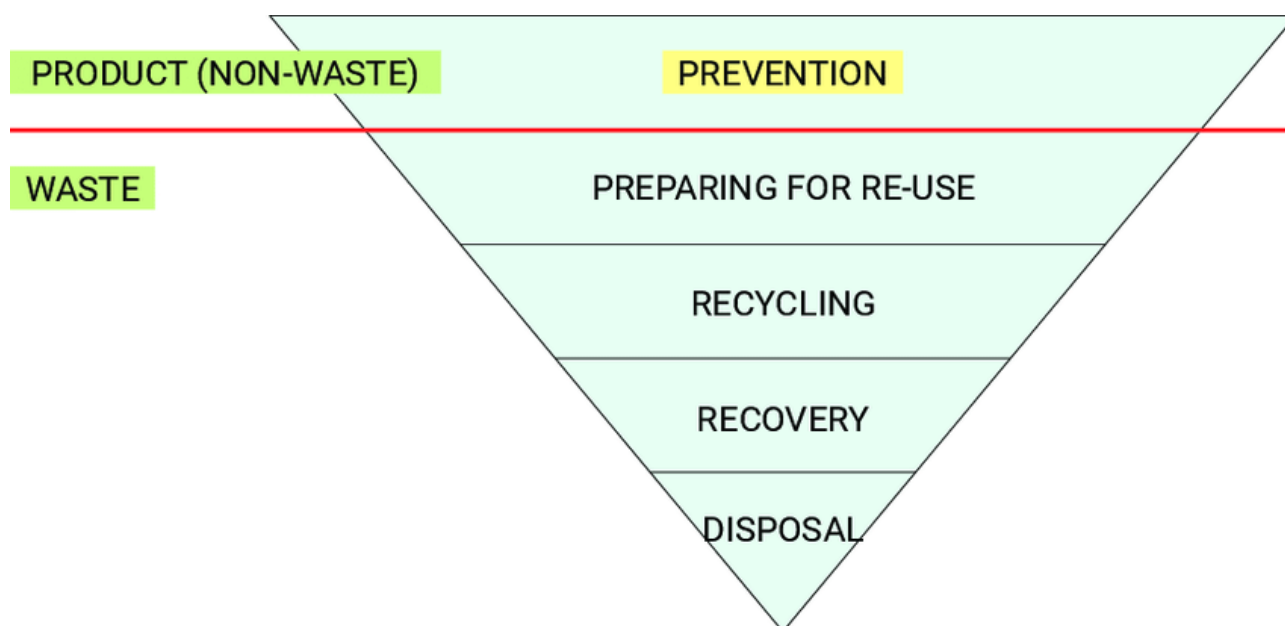 PRODUCT (NON-WASTE)
PREVENTION
WASTE
PREPARING FOR RE-USE
RECYCLING
RECOVERY
DISPOSAL